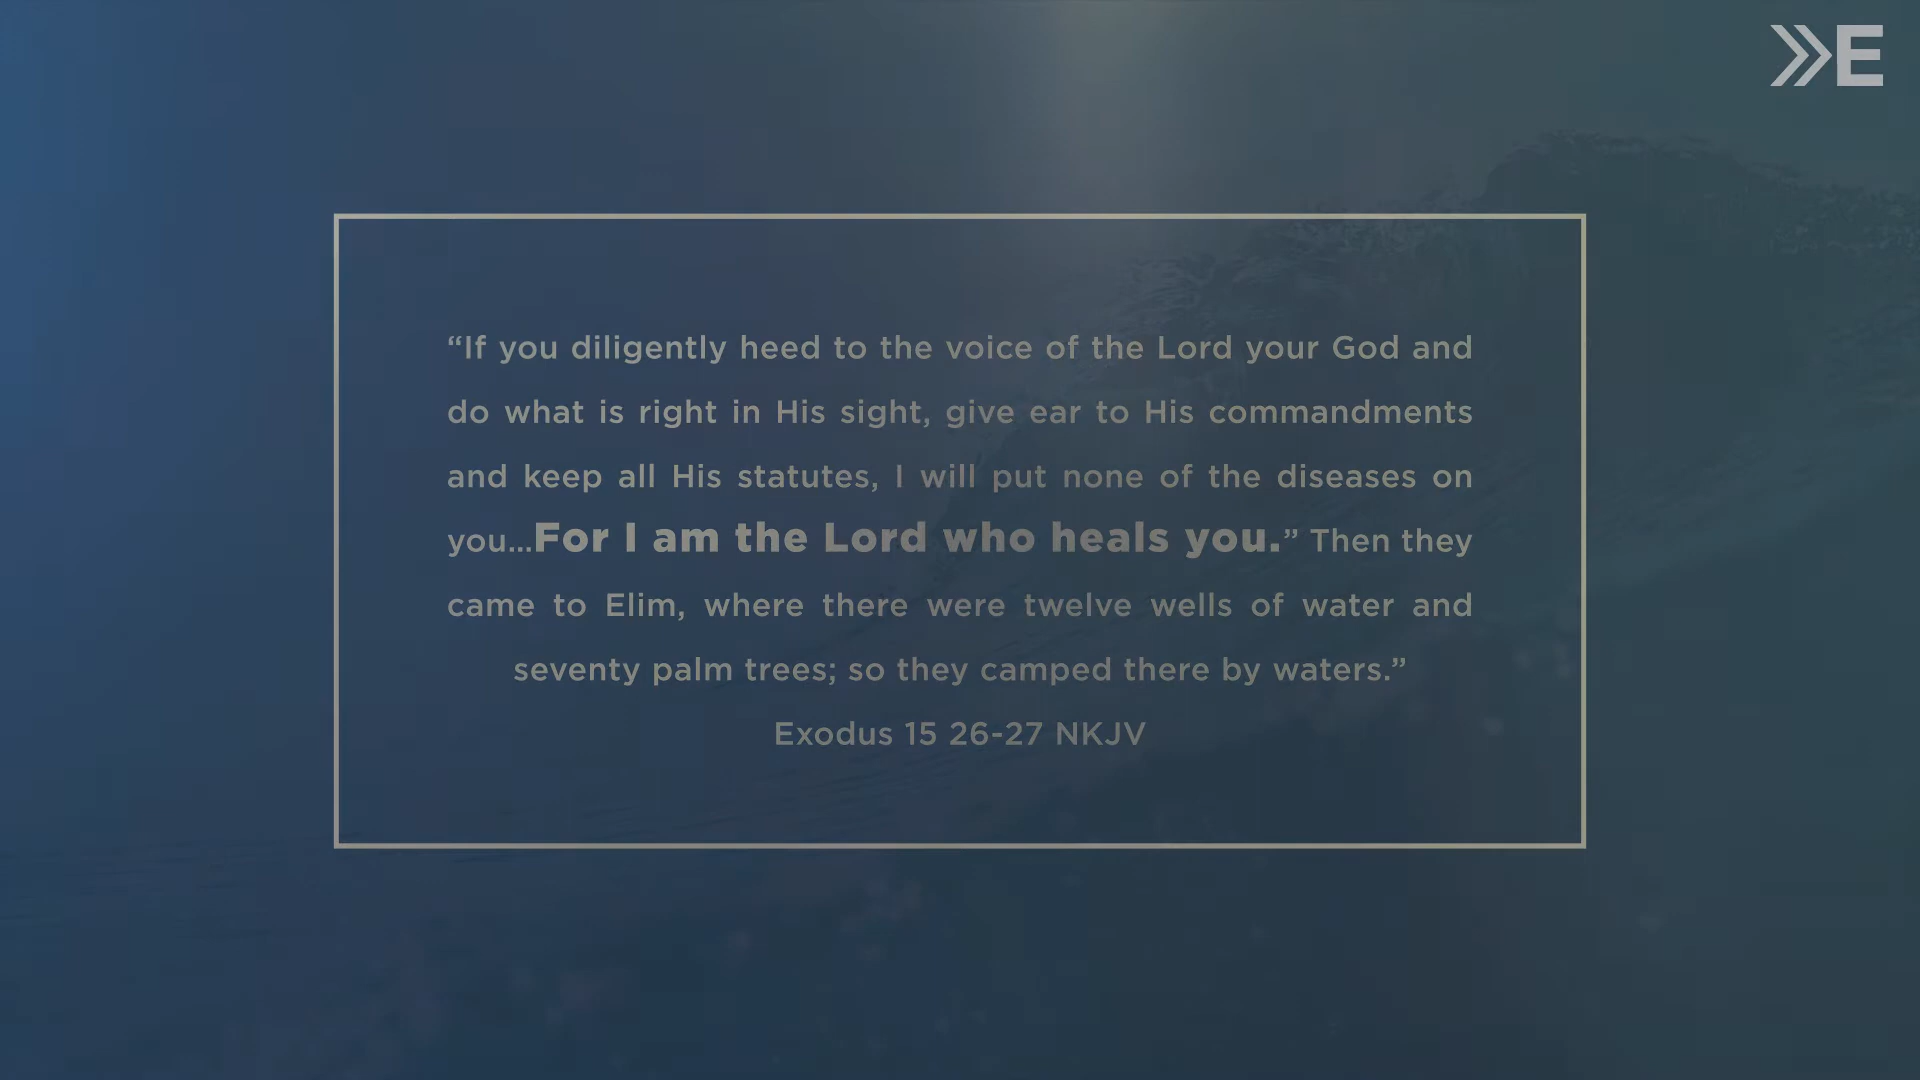 »E
“If you diligently heed to the voice of the Lord your God and
do what is right in His sight, give ear to His commandments
and keep all His statutes, I will put none of the diseases on
you...For I am the Lord who heals you.” Then they
came to Elim, where there were twelve wells of water and
seventy palm trees; so they camped there by waters.”
Exodus 15 26-27 NKJV